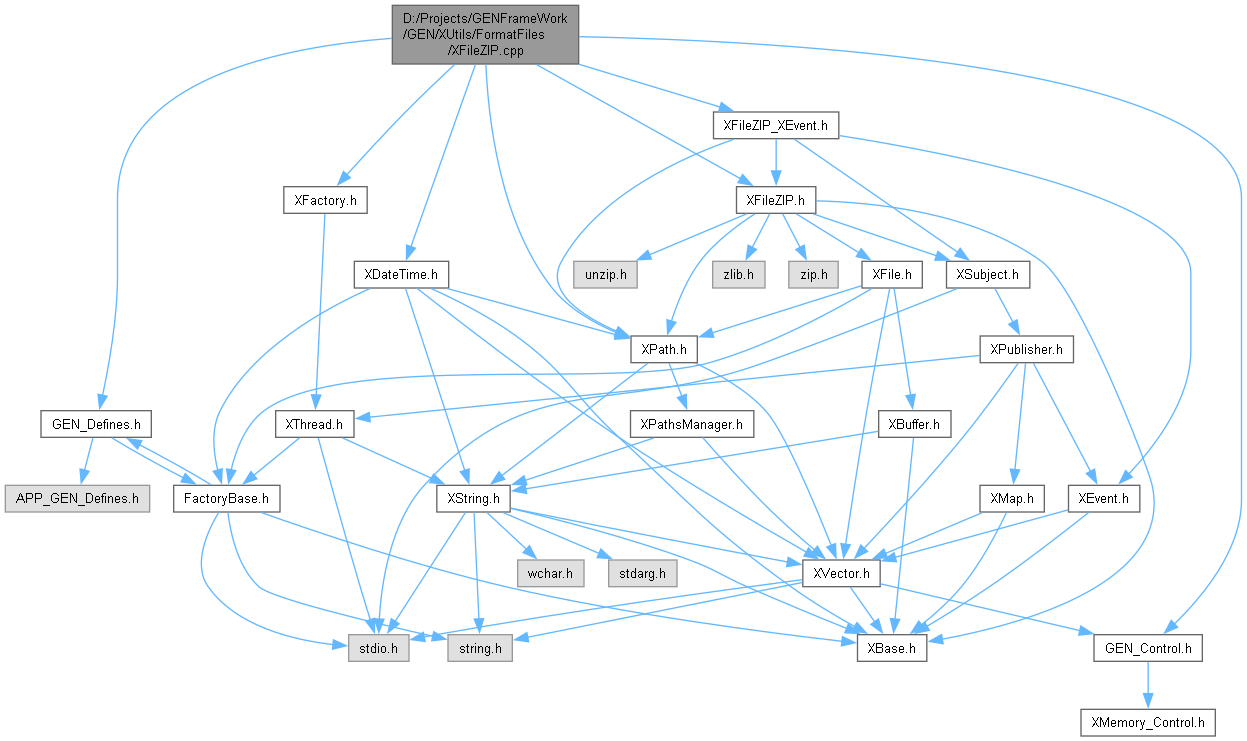 D:/Projects/GENFrameWork
/GEN/XUtils/FormatFiles
/XFileZIP.cpp
XFileZIP_XEvent.h
XFactory.h
XFileZIP.h
XDateTime.h
unzip.h
zlib.h
zip.h
XFile.h
XSubject.h
XPath.h
XPublisher.h
GEN_Defines.h
XThread.h
XPathsManager.h
XBuffer.h
APP_GEN_Defines.h
FactoryBase.h
XString.h
XMap.h
XEvent.h
wchar.h
stdarg.h
XVector.h
stdio.h
string.h
XBase.h
GEN_Control.h
XMemory_Control.h